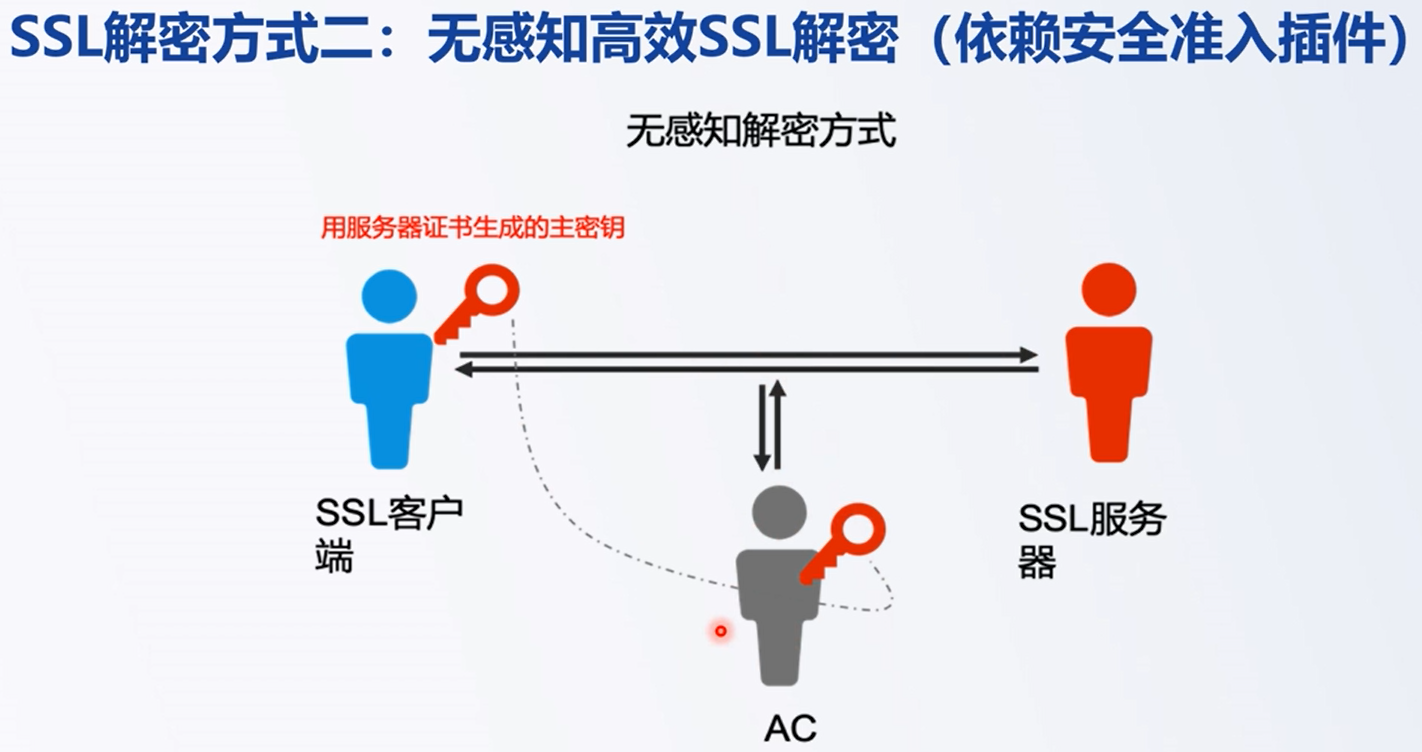 SSL解密方式二：无感知高效SSL解密（依赖安全准入插件）
无感知解密方式
用服务器证书生成的主密钥
SSL客户
端
SSL服务
器
AC